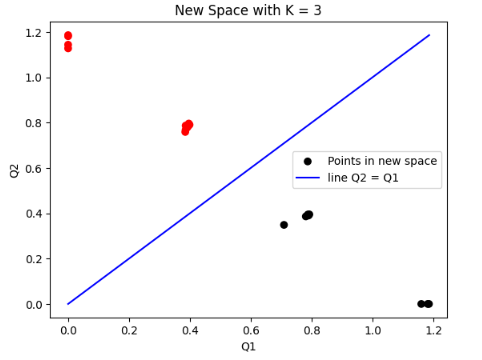 New Space with K = 3
1.2
1.0
0.8
0.6
0.4
0.2
0.0
Q2
Points in new space
line Q2 = Q1
0.0 0.2 0.4 0.6 0.8 1.0 1.2
Q1